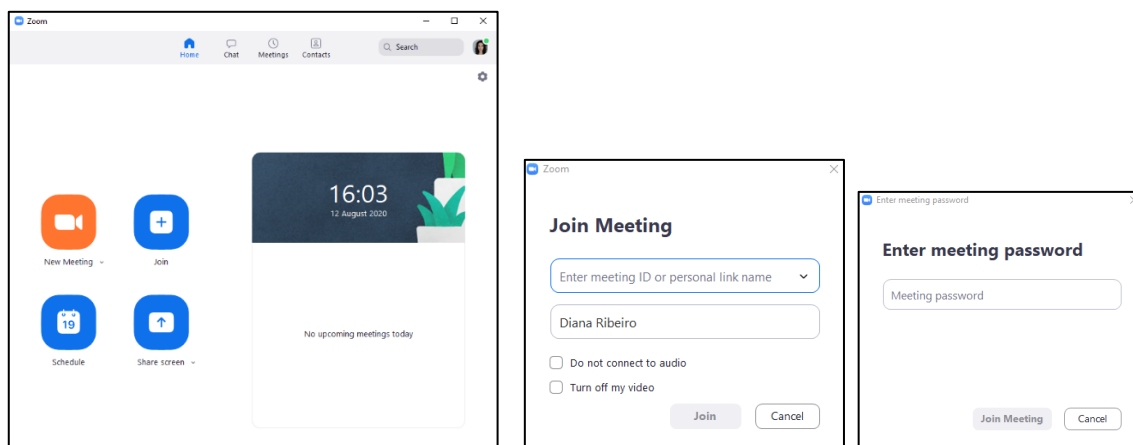 Zoom
Home Chat Meetings Contacts
Search
16:03
12 August 2020
New Meeting
Join
19
Schedule
Share screen
No upcoming meetings today
Zoom
Join Meeting
Enter meeting ID or personal link name
Diana Ribeiro
Do not connect to audio
Turn off my video
Join Cancel
Enter meeting password
Enter meeting password
Meeting password
Join Meeting Cancel